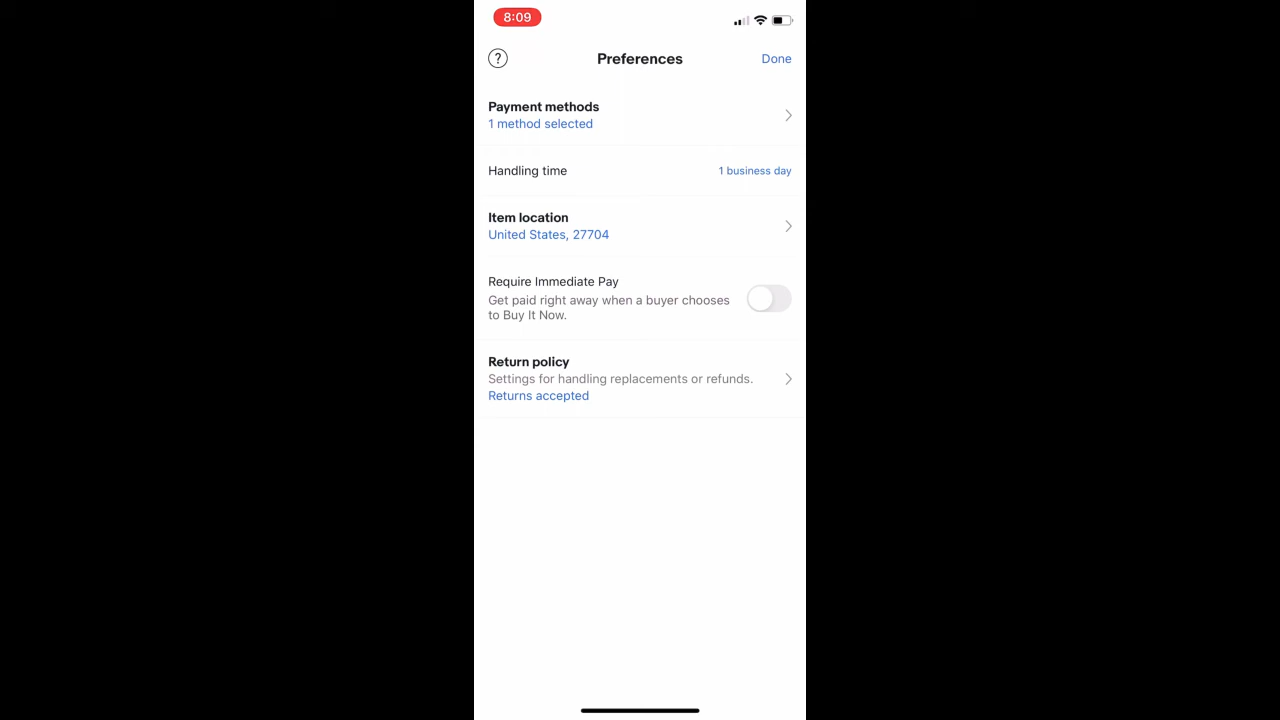 8:09
?
Preferences
Done
Payment methods
1 method selected
Handling time
1 business day
Item location
United States, 27704
Require Immediate Pay
Get paid right away when a buyer chooses
to Buy It Now.
Return policy
Settings for handling replacements or refunds.
Returns accepted